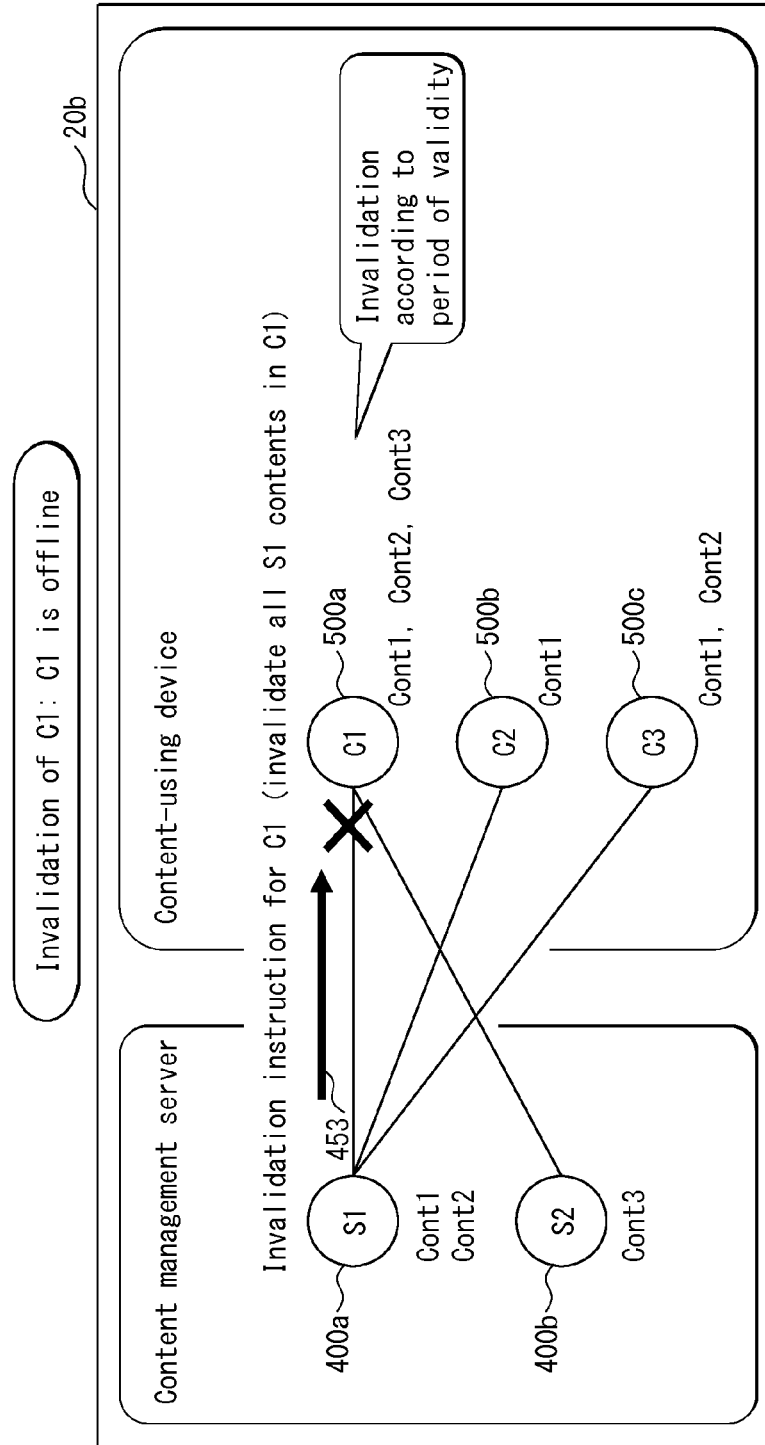 Invalidation of C1: C1 is offline
20b
Content management server
Content-using device
Invalidation instruction for C1 (invalidate all S1 contents in C1)
453
400a
S1
Cont1
Cont2
400b
S2
Cont3
C1
500a
Cont1, Cont2, Cont3
C2
500b
Cont1
C3
500c
Cont1, Cont2
Invalidation
according to
period of validity